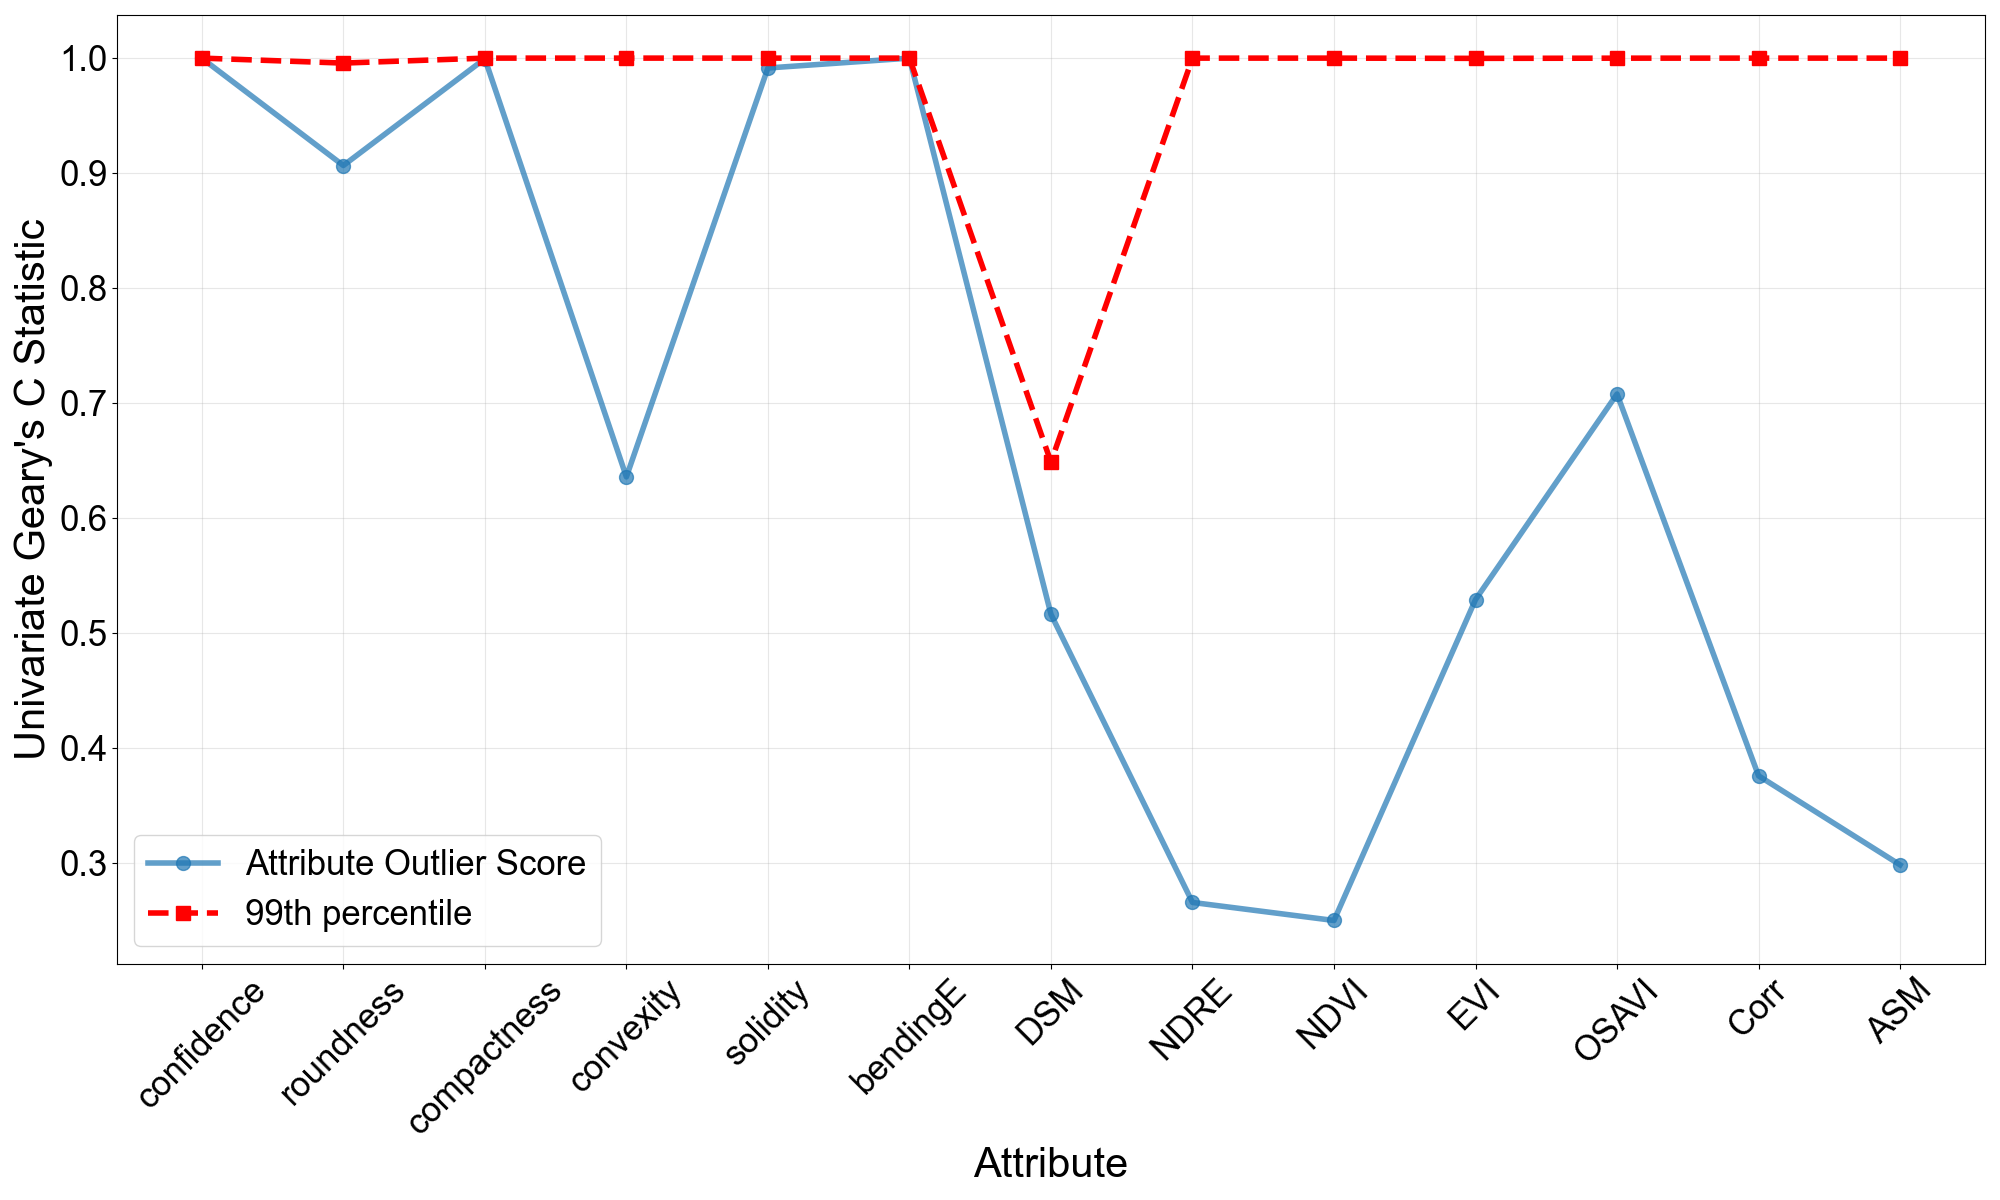 Univariate Geary's C Statistic
1.0
0.9
0.8
0.7
0.6
0.5
0.4
0.3
Attribute Outlier Score
99th percentile
confidence
roundness
compactness
convexity
solidity
bendingE
DSM
NDRE
NDVI
EVI
OSAVI
Corr
ASM
Attribute